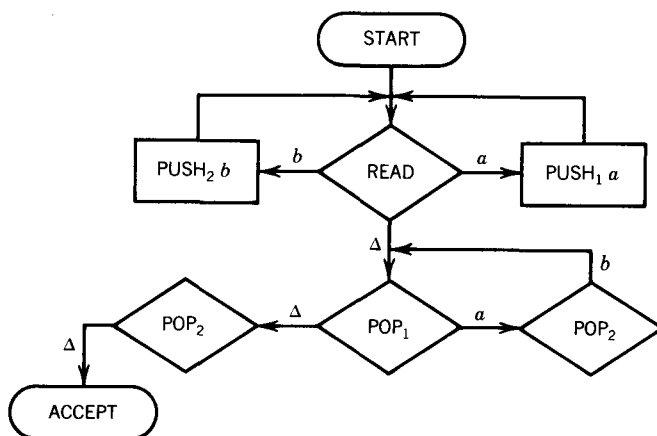 START
PUSH₂ b
b
READ
a
PUSH₁ a
Δ
b
POP₂
Δ
POP₁
a
POP₂
Δ
ACCEPT